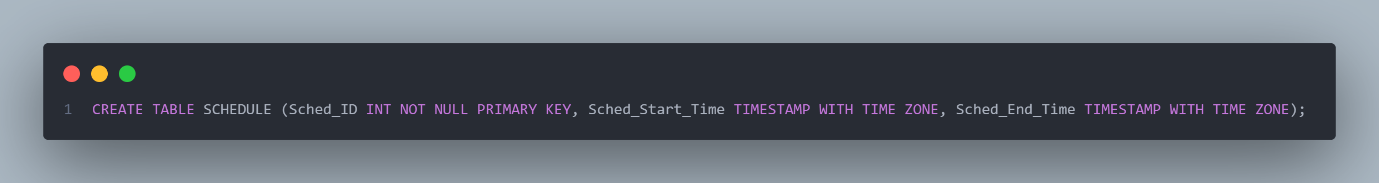 1 CREATE TABLE SCHEDULE (Sched_ID INT NOT NULL PRIMARY KEY, Sched_Start_Time TIMESTAMP WITH TIME ZONE, Sched_End_Time TIMESTAMP WITH TIME ZONE);